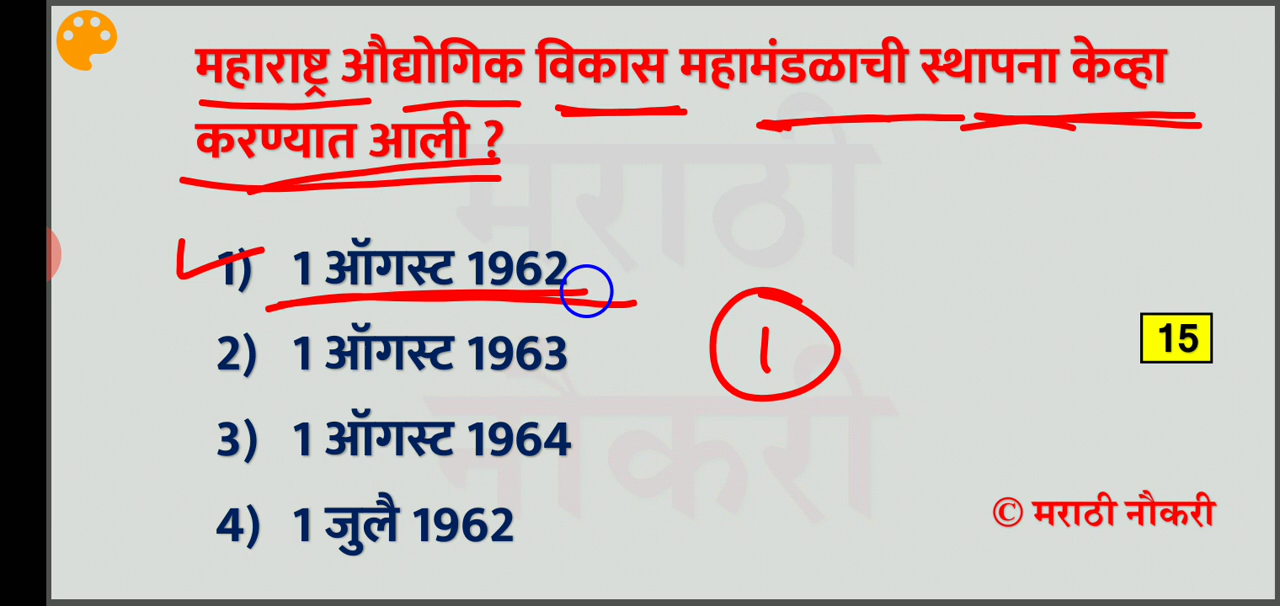 महाराष्ट्र औद्योगिक विकास महामंडळाची स्थापना केव्हा
करण्यात आली ?
1) 1 ऑगस्ट 1962
2) 1 ऑगस्ट 1963
3) 1 ऑगस्ट 1964
4) 1 जुलै 1962
1
15
© मराठी नौकरी
मराठी
नौकरी